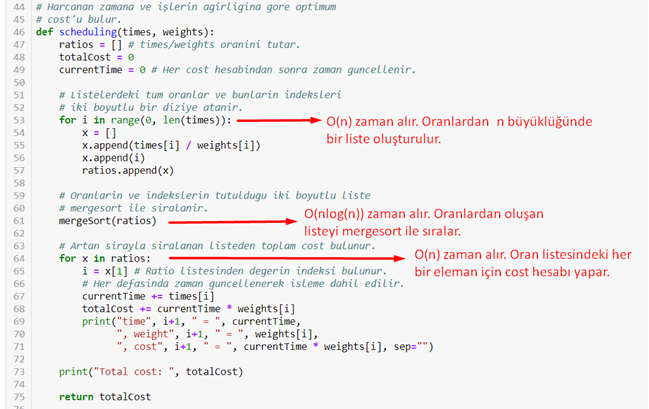 44 # Harcanan zamana ve işlerin agirligina gore optimum
45 # cost'u bulur.
46 def scheduling(times, weights):
47 ratios = [] # times/weights oranini tutar.
48 totalCost = 0
49 currentTime = 0 # Her cost hesabindan sonra zaman guncellenir.
50
51 # Listelerdeki tum oranlar ve bunlarin indeksleri
52 # iki boyutlu bir diziye atanir.
53 for i in range(0, len(times)):
O(n) zaman alır. Oranlardan n büyüklüğünde
bir liste oluşturulur.
54 x = []
55 x.append(times[i] / weights[i])
56 x.append(i)
57 ratios.append(x)
58
59 # Oranlarin ve indekslerin tutuldugu iki boyutlu liste
60 # mergesort ile siralanir.
61 mergeSort(ratios)
O(nlog(n)) zaman alır. Oranlardan oluşan
listeyi mergesort ile sıralar.
62
63 # Artan sirayla siralanan listeden toplam cost bulunur.
64 for x in ratios:
O(n) zaman alır. Oran listesindeki her
bir eleman için cost hesabı yapar.
65 i = x[1] # Ratio listesinden degerin indeksi bulunur.
66 # Her defasinda zaman guncellenerek isleme dahil edilir.
67 currentTime += times[i]
68 totalCost += currentTime * weights[i]
69 print("time", i+1, " = ", currentTime,
70 ", weight", i+1, " = ", weights[i],
71 ", cost", i+1, " = ", currentTime * weights[i], sep="")
72
73 print("Total cost: ", totalCost)
74
75 return totalCost
76